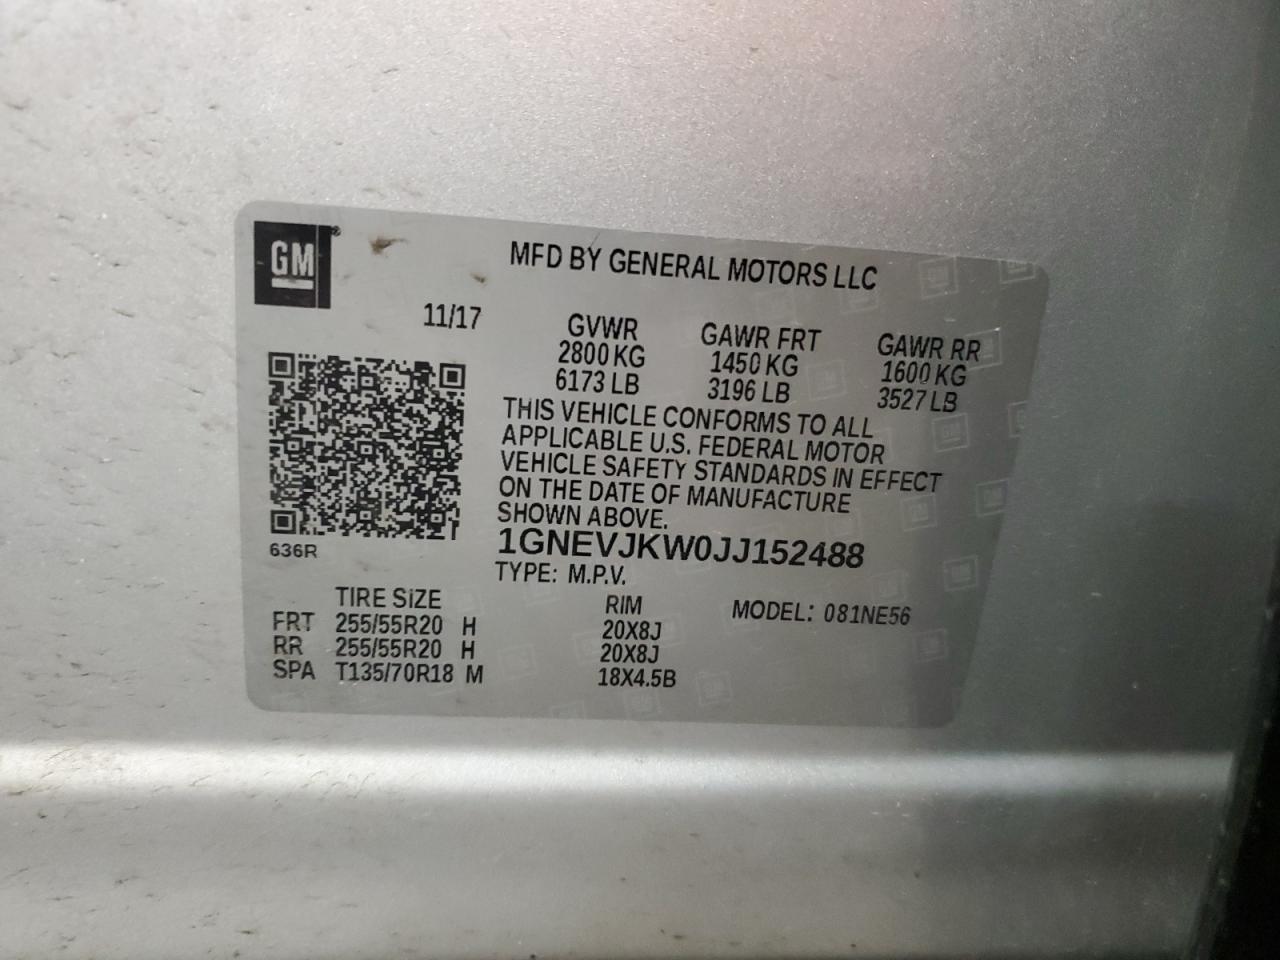 GM
MFD BY GENERAL MOTORS LLC
11/17
GVWR GAWR FRT GAWR RR
2800 KG 1450 KG 1600 KG
6173 LB 3196 LB 3527 LB
THIS VEHICLE CONFORMS TO ALL
APPLICABLE U.S. FEDERAL MOTOR
VEHICLE SAFETY STANDARDS IN EFFECT
ON THE DATE OF MANUFACTURE
SHOWN ABOVE.
636R
1GNEVJKW0JJ152488
TYPE: M.P.V.
TIRE SIZE RIM MODEL: 081NE56
FRT 255/55R20 H 20X8J
RR 255/55R20 H 20X8J
SPA T135/70R18 M 18X4.5B